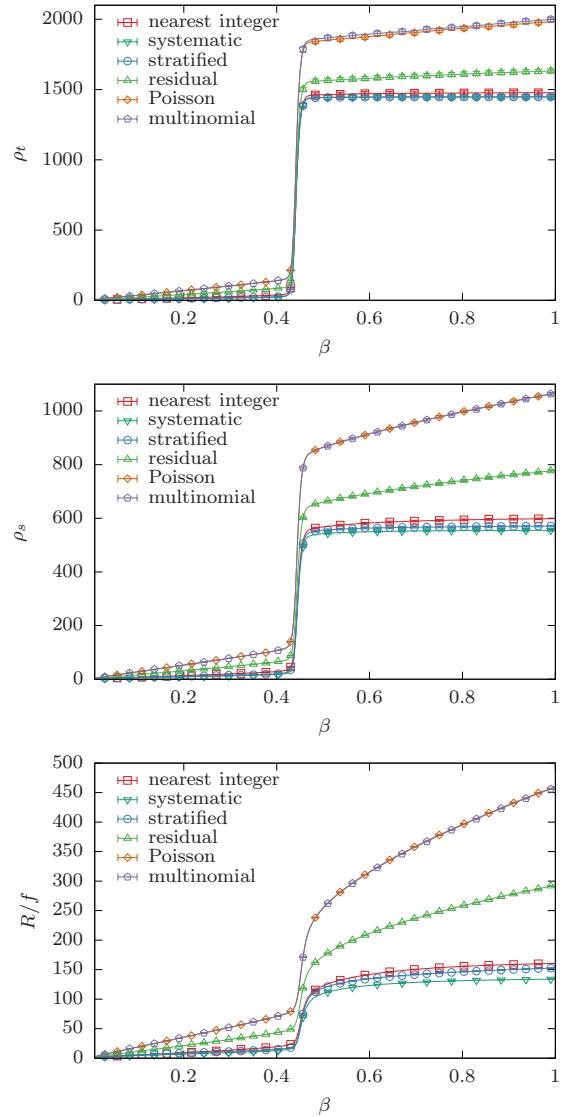 2000
1500
1000
500
0
ρt
nearest integer
systematic
stratified
residual
Poisson
multinomial
0.2 0.4 0.6 0.8 1
β
1000
800
600
400
200
0
ρs
nearest integer
systematic
stratified
residual
Poisson
multinomial
0.2 0.4 0.6 0.8 1
β
500
450
400
350
300
250
200
150
100
50
0
R/f
nearest integer
systematic
stratified
residual
Poisson
multinomial
0.2 0.4 0.6 0.8 1
β